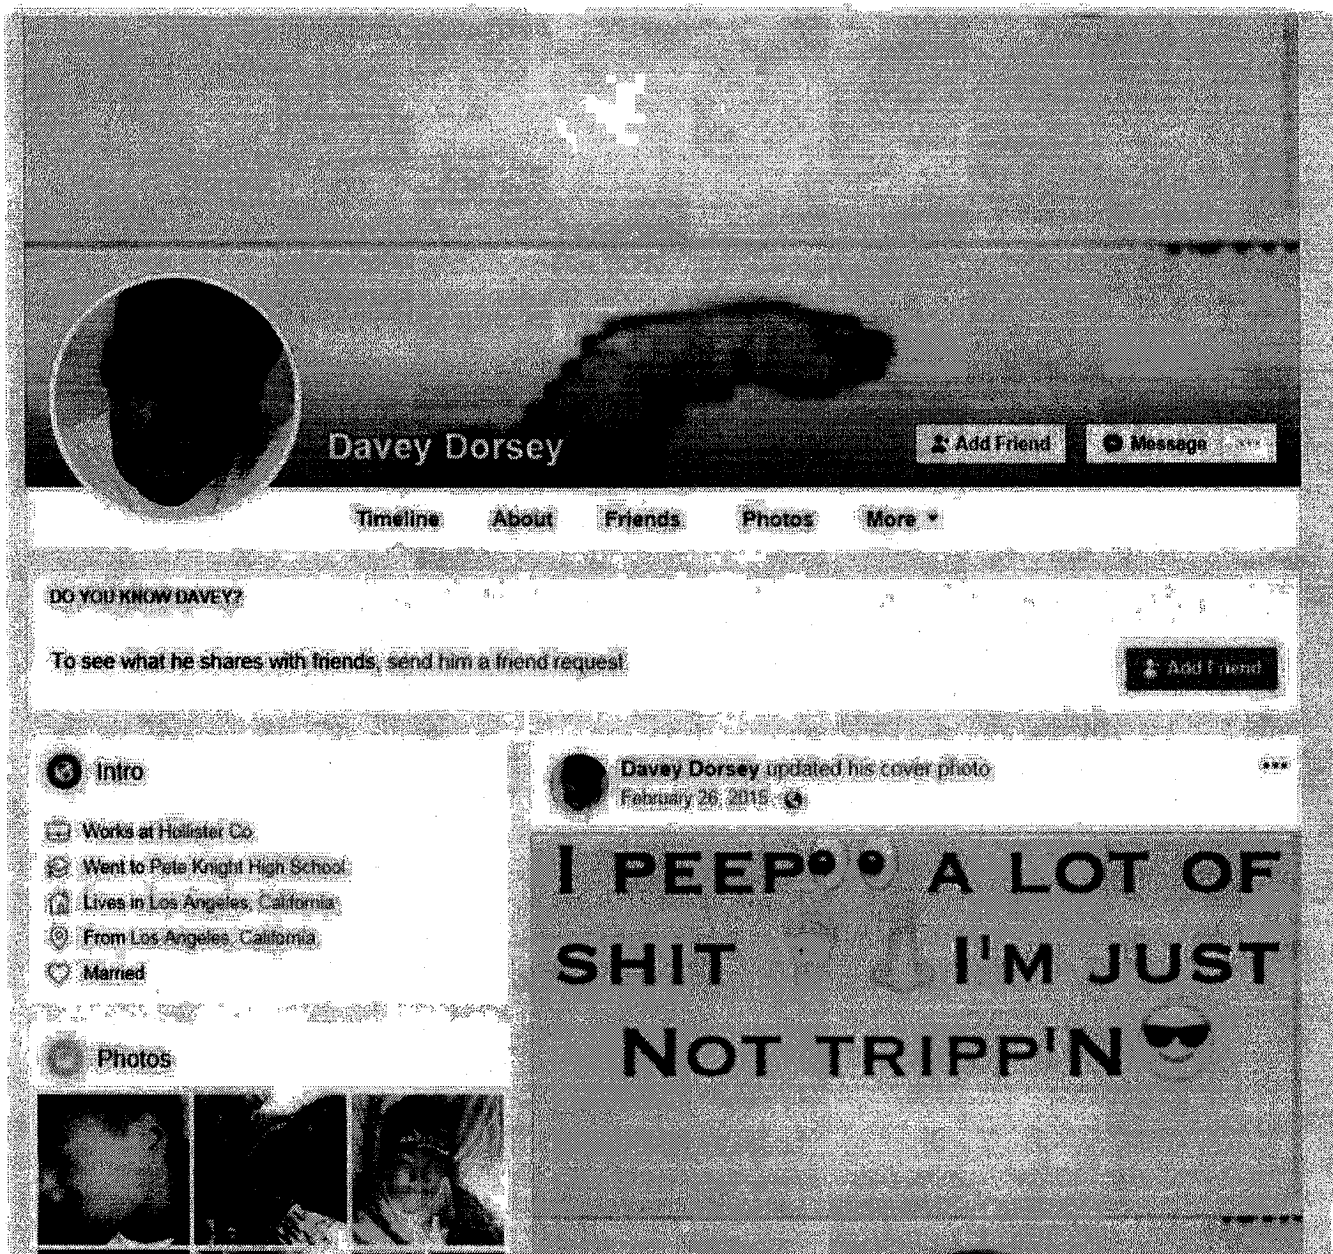 Davey Dorsey
Add Friend
Message
Timeline About Friends Photos More
DO YOU KNOW DAVEY?
To see what he shares with friends, send him a friend request.
Add Friend
Intro
Works at Hollister Co
Went to Pete Knight High School
Lives in Los Angeles, California
From Los Angeles, California
Married
Photos
Davey Dorsey updated his cover photo
February 26, 2015
I PEEP A LOT OF
SHIT I'M JUST
NOT TRIPP'N